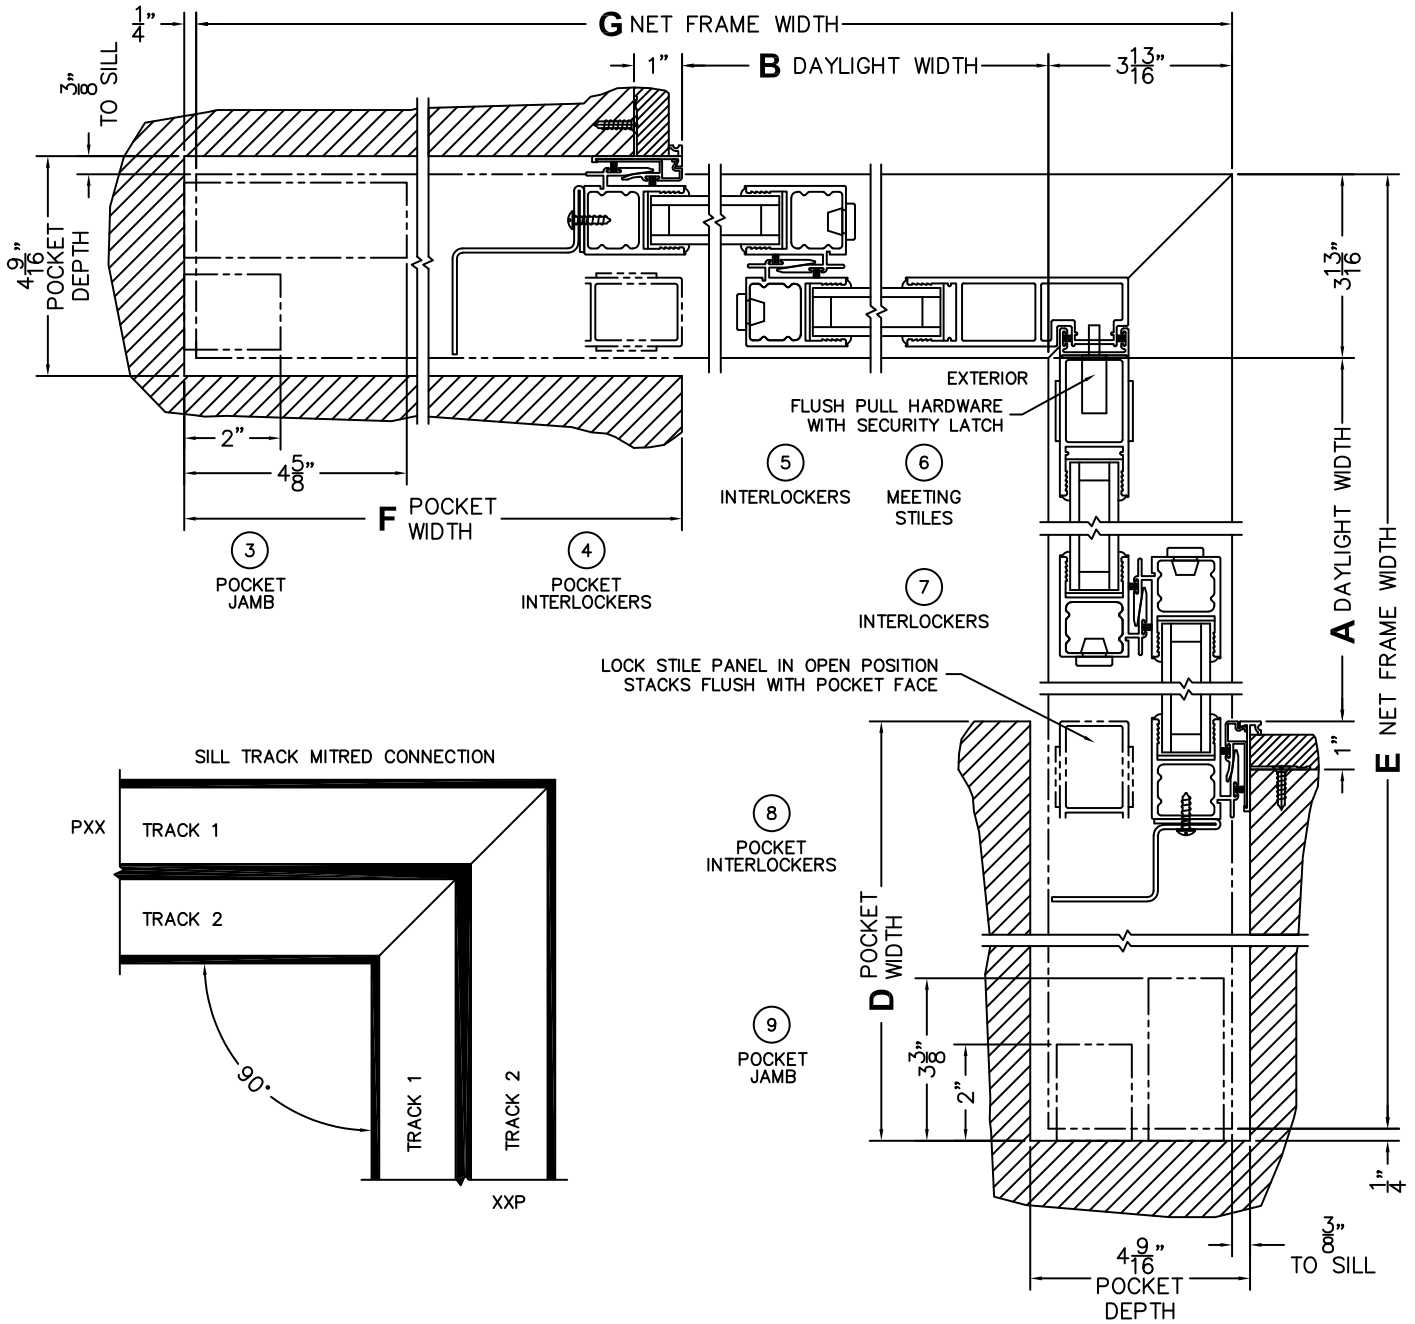 1/4"
G NET FRAME WIDTH
3/8"
TO SILL
1"
B DAYLIGHT WIDTH
3 13/16"
4 9/16"
POCKET
DEPTH
3 13/16"
EXTERIOR
FLUSH PULL HARDWARE
WITH SECURITY LATCH
2"
4 5/8"
F POCKET
WIDTH
5
INTERLOCKERS
6
MEETING
STILES
3
POCKET
JAMB
4
POCKET
INTERLOCKERS
7
INTERLOCKERS
A DAYLIGHT WIDTH
E NET FRAME WIDTH
LOCK STILE PANEL IN OPEN POSITION
STACKS FLUSH WITH POCKET FACE
1"
SILL TRACK MITRED CONNECTION
PXX
TRACK 1
TRACK 2
90°
TRACK 1
TRACK 2
XXP
8
POCKET
INTERLOCKERS
D POCKET
WIDTH
9
POCKET
JAMB
3 3/8"
2"
1/4"
4 9/16"
POCKET
DEPTH
3/8"
TO SILL